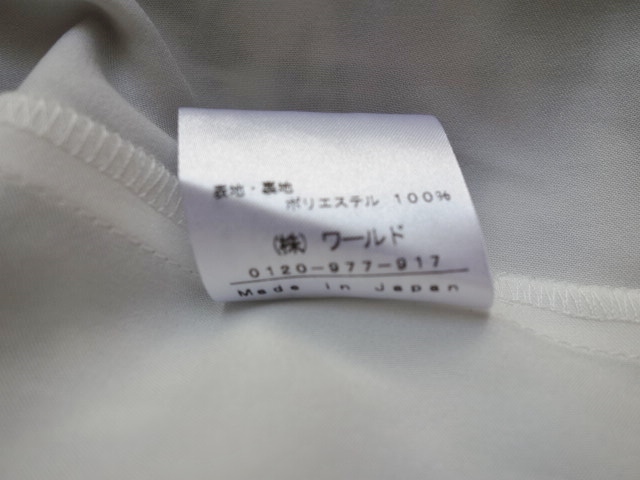 表地・裏地
ポリエステル 100%
(株) ワールド
0120-977-917
Made in Japan